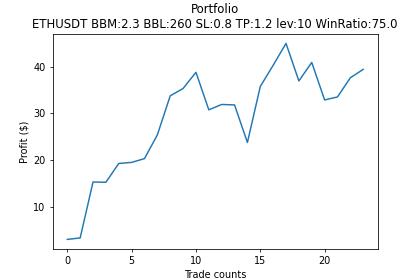 Portfolio
ETHUSDT BBM:2.3 BBL:260 SL:0.8 TP:1.2 lev:10 WinRatio:75.0
40
30
20
10
Profit ($)
0 5 10 15 20
Trade counts